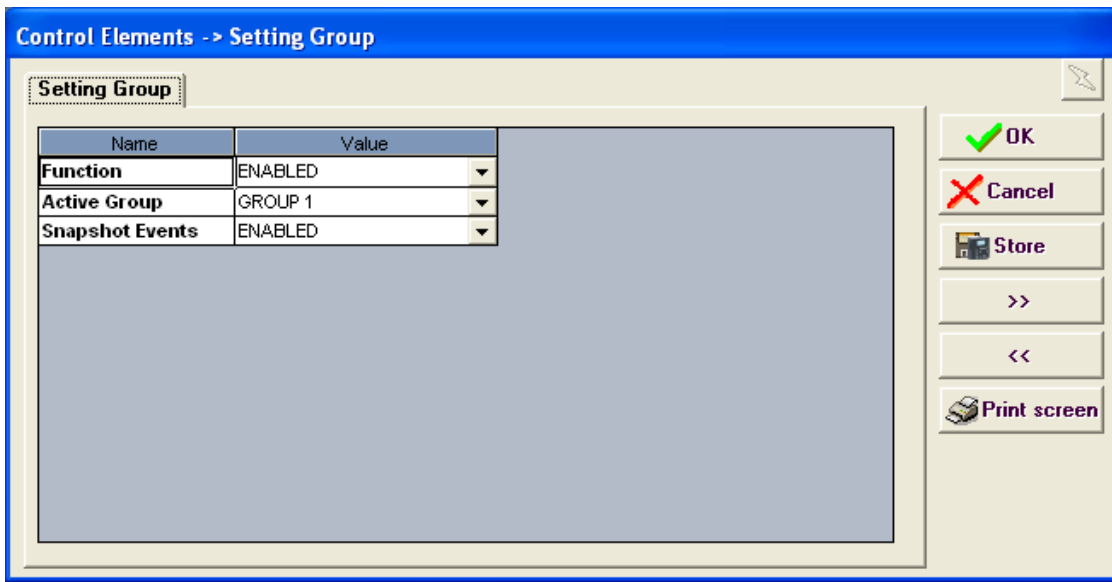 Control Elements -> Setting Group
Setting Group
Name Value
Function ENABLED
Active Group GROUP 1
Snapshot Events ENABLED
OK
Cancel
Store
>>
<<
Print screen